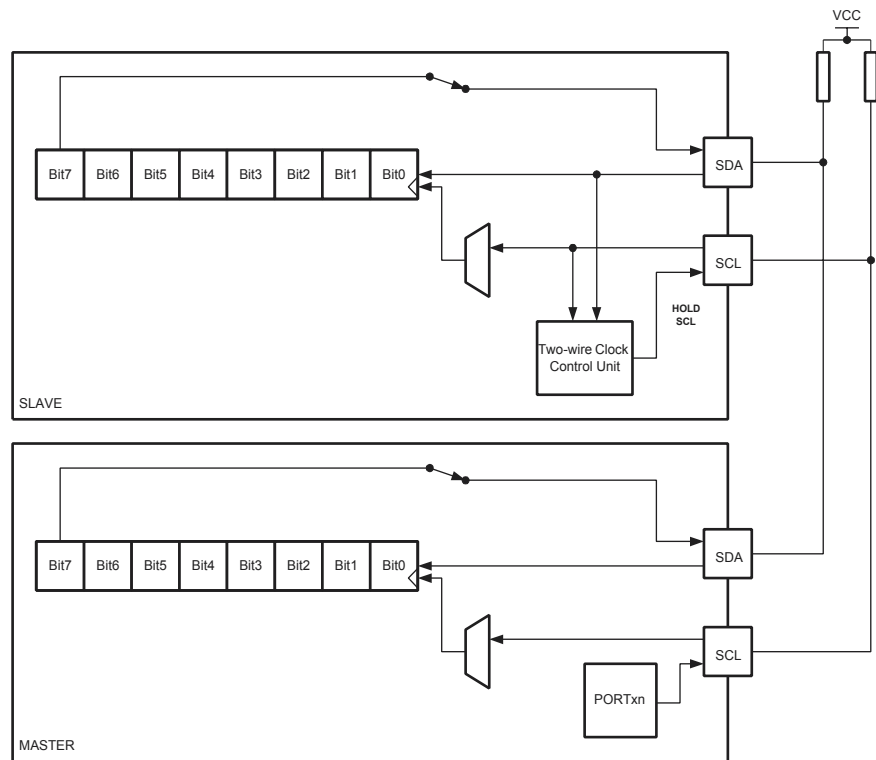 VCC
Bit7 Bit6 Bit5 Bit4 Bit3 Bit2 Bit1 Bit0
SDA
SCL
HOLD
SCL
Two-wire Clock
Control Unit
SLAVE
Bit7 Bit6 Bit5 Bit4 Bit3 Bit2 Bit1 Bit0
SDA
SCL
PORTxn
MASTER